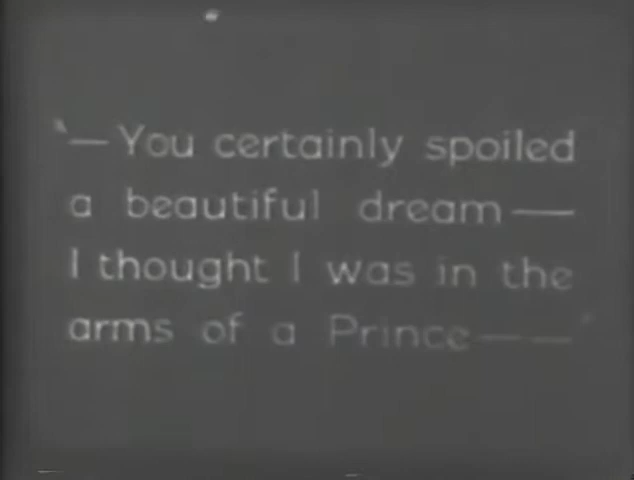 "—You certainly spoiled
a beautiful dream—
I thought I was in the
arms of a Prince— —"